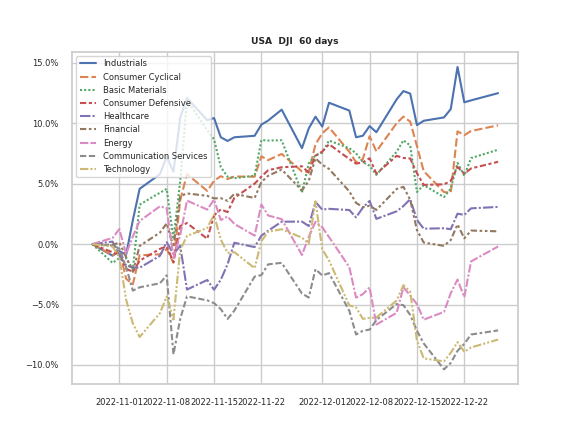 USA DJI 60 days
15.0%
10.0%
5.0%
0.0%
−5.0%
−10.0%
Industrials
Consumer Cyclical
Basic Materials
Consumer Defensive
Healthcare
Financial
Energy
Communication Services
Technology
2022-11-01 2022-11-08 2022-11-15 2022-11-22 2022-12-01 2022-12-08 2022-12-15 2022-12-22